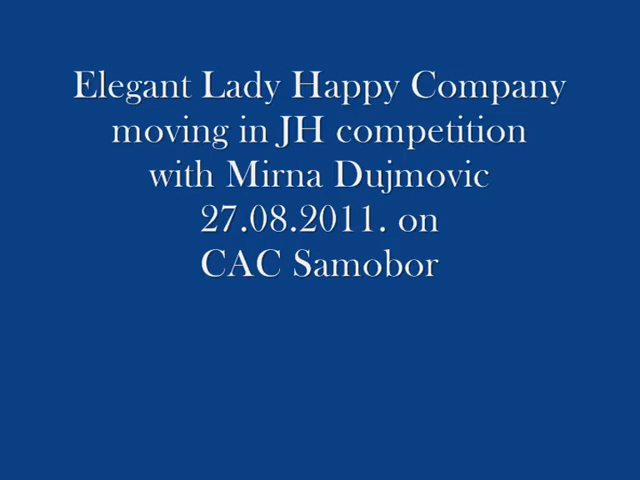 Elegant Lady Happy Company
moving in JH competition
with Mirna Dujmovic
27.08.2011. on
CAC Samobor